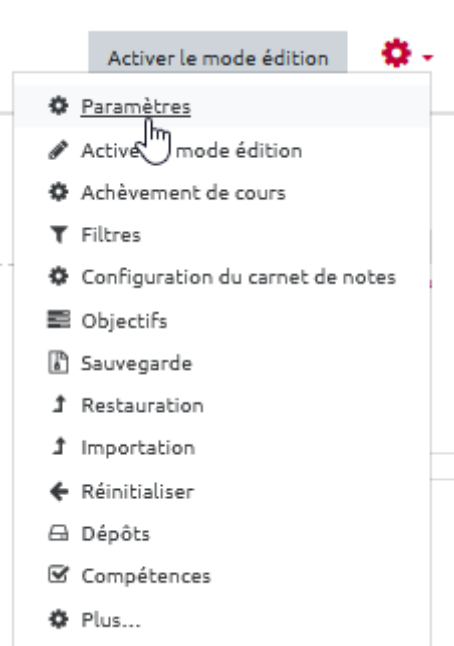 Activer le mode édition
Paramètres
Active mode édition
Achèvement de cours
Filtres
Configuration du carnet de notes
Objectifs
Sauvegarde
Restauration
Importation
Réinitialiser
Dépôts
Compétences
Plus...